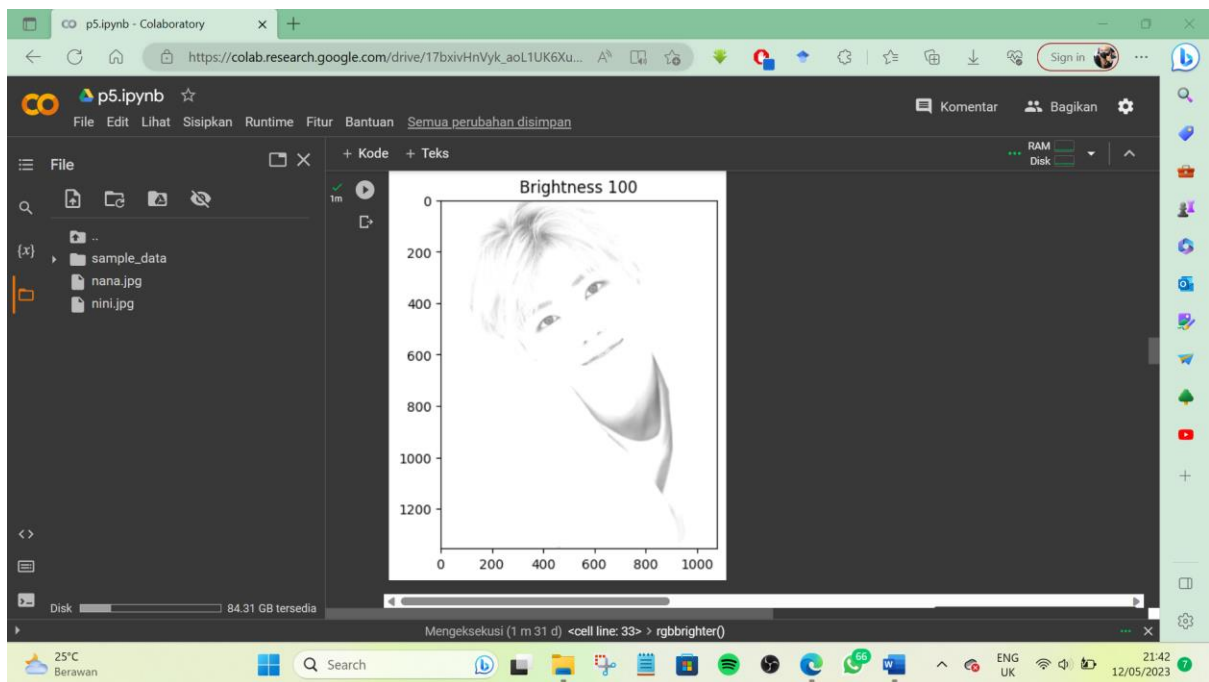 p5.ipynb - Colaboratory
https://colab.research.google.com/drive/17bxivHnVyk_aoL1UK6Xu...
Sign in
p5.ipynb
Komentar
Bagikan
File Edit Lihat Sisipkan Runtime Fitur Bantuan Semua perubahan disimpan
File
+ Kode + Teks
RAM
Disk
1m
{x}
..
sample_data
nana.jpg
nini.jpg
Brightness 100
0
200
400
600
800
1000
1200
0 200 400 600 800 1000
Disk 84.31 GB tersedia
Mengeksekusi (1 m 31 d) <cell line: 33> > rgbbrighter()
25°C
Berawan
Search
66
ENG
UK
21:42
12/05/2023
7